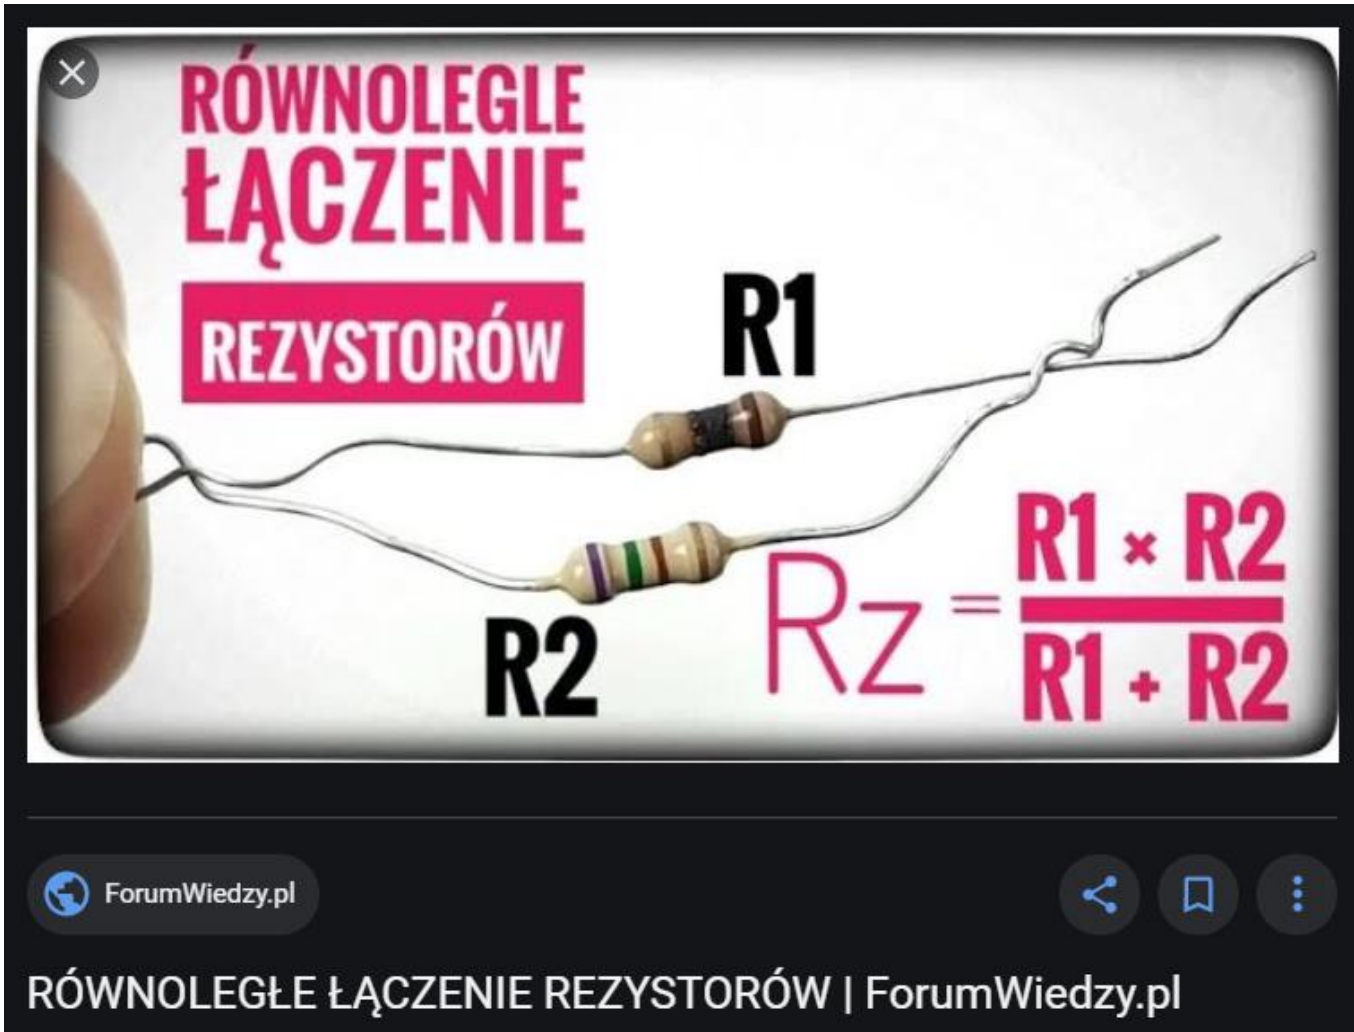 RÓWNOLEGLE
ŁĄCZENIE
REZYSTORÓW
R1
R2
Rz = R1 × R2
R1 + R2
ForumWiedzy.pl
RÓWNOLEGŁE ŁĄCZENIE REZYSTORÓW | ForumWiedzy.pl